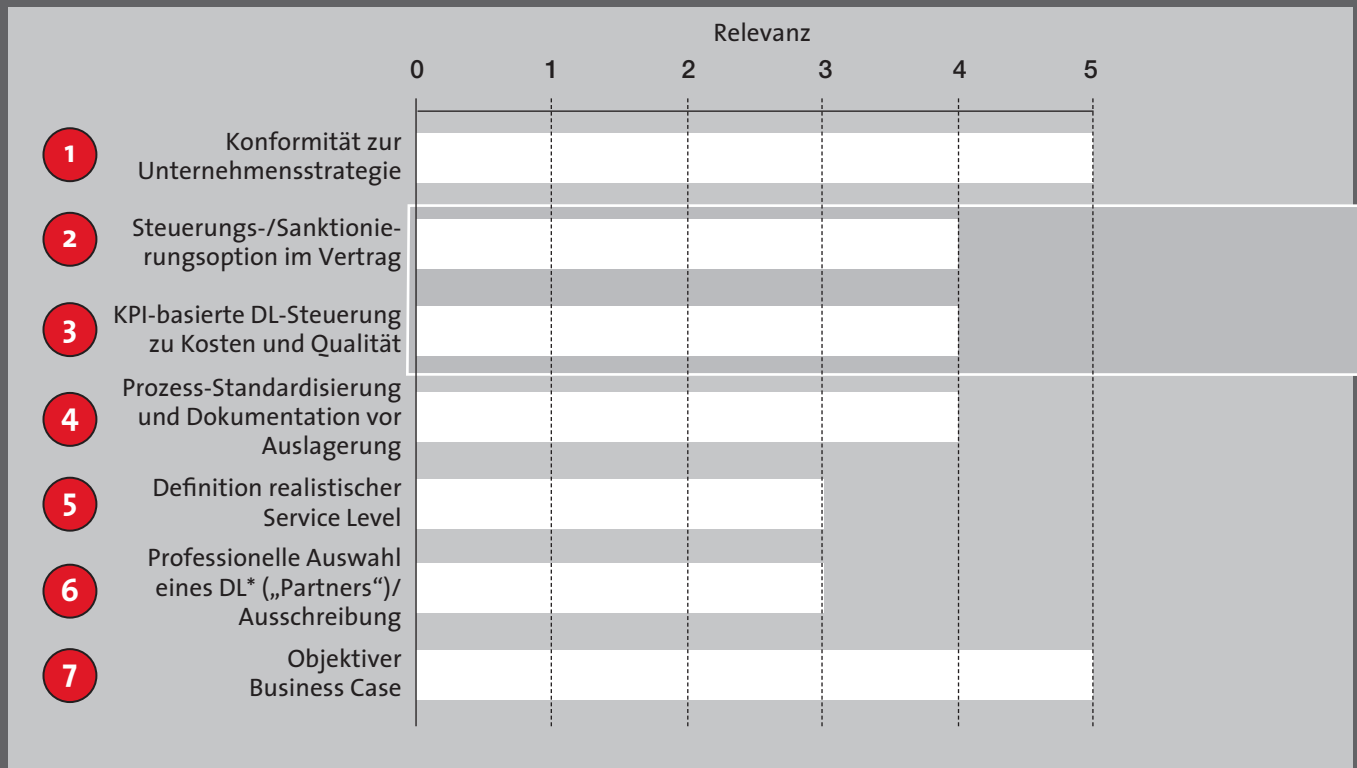 Relevanz
0 1 2 3 4 5
1
Konformität zur
Unternehmensstrategie
2
Steuerungs-/Sanktionie-
rungsoption im Vertrag
3
KPI-basierte DL-Steuerung
zu Kosten und Qualität
4
Prozess-Standardisierung
und Dokumentation vor
Auslagerung
5
Definition realistischer
Service Level
6
Professionelle Auswahl
eines DL* („Partners“)/
Ausschreibung
7
Objektiver
Business Case